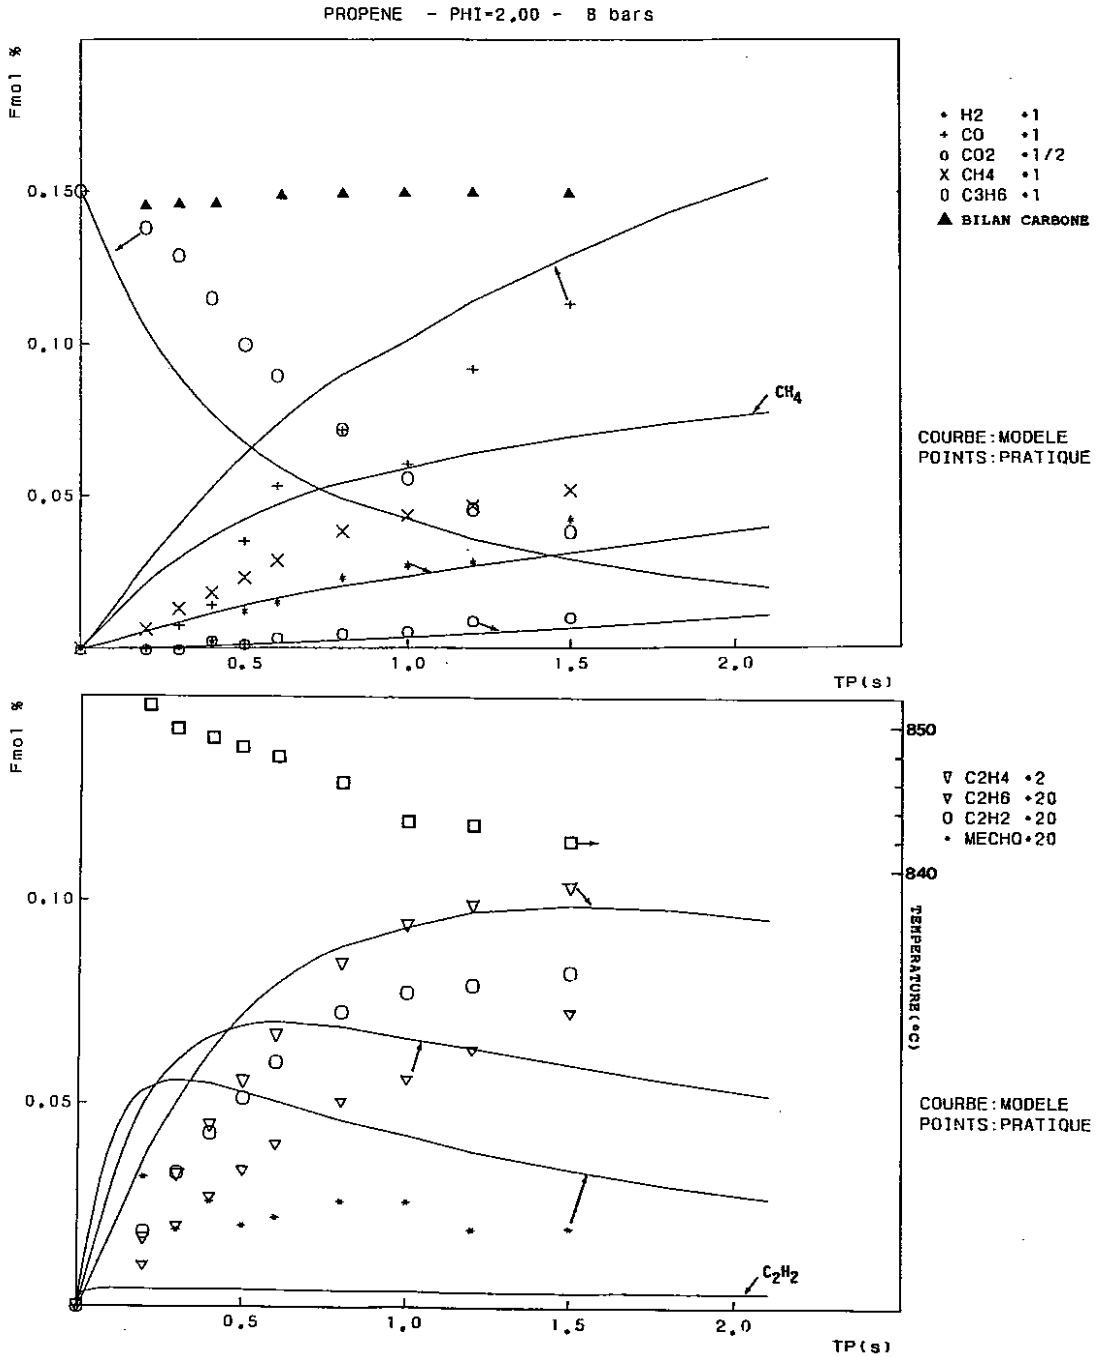 PROPENE - PHI=2,00 - 8 bars
Fmol %
* H2 *1
+ CO *1
o CO2 *1/2
X CH4 *1
O C3H6 *1
▲ BILAN CARBONE
0,15
0,10
0,05
CH4
COURBE:MODELE
POINTS:PRATIQUE
0,5
1,0
1,5
2,0
TP(s)
Fmol %
850
840
TEMPERATURE(°C)
▽ C2H4 *2
▽ C2H6 *20
O C2H2 *20
* MECHO*20
0,10
0,05
COURBE:MODELE
POINTS:PRATIQUE
C2H2
0,5
1,0
1,5
2,0
TP(s)